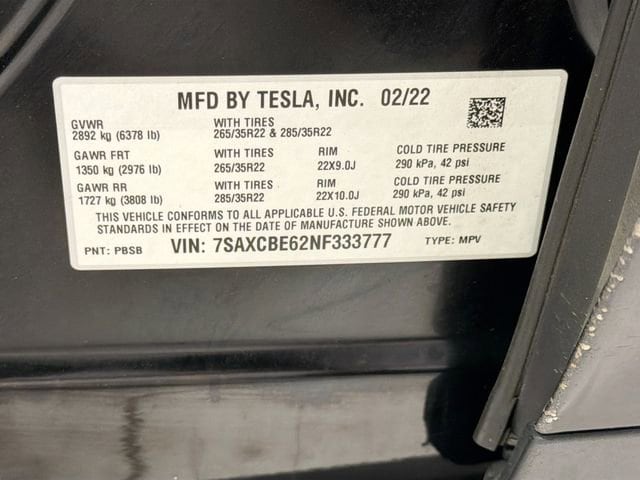 MFD BY TESLA, INC. 02/22
GVWR WITH TIRES
2892 kg (6378 lb) 265/35R22 & 285/35R22
GAWR FRT WITH TIRES RIM COLD TIRE PRESSURE
1350 kg (2976 lb) 265/35R22 22X9.0J 290 kPa, 42 psi
GAWR RR WITH TIRES RIM COLD TIRE PRESSURE
1727 kg (3808 lb) 285/35R22 22X10.0J 290 kPa, 42 psi
THIS VEHICLE CONFORMS TO ALL APPLICABLE U.S. FEDERAL MOTOR VEHICLE SAFETY
STANDARDS IN EFFECT ON THE DATE OF MANUFACTURE SHOWN ABOVE
PNT: PBSB VIN: 7SAXCBE62NF333777 TYPE: MPV